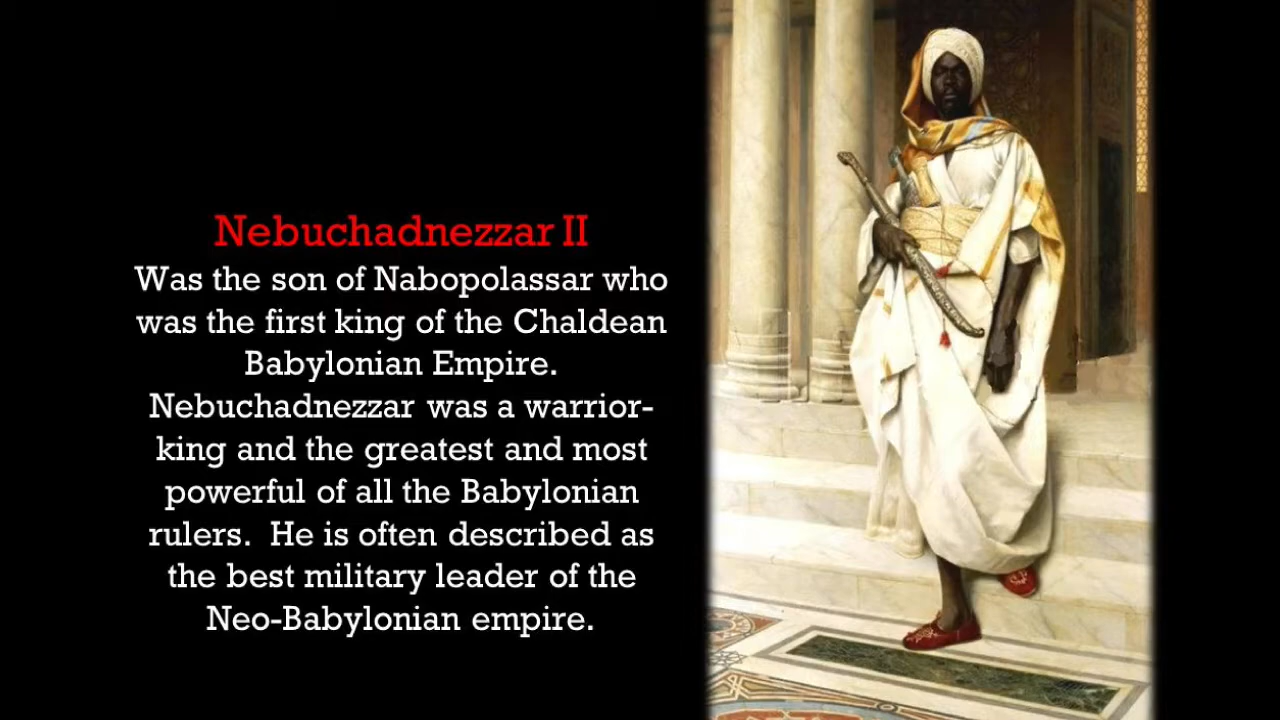 Nebuchadnezzar II
Was the son of Nabopolassar who
was the first king of the Chaldean
Babylonian Empire.
Nebuchadnezzar was a warrior-
king and the greatest and most
powerful of all the Babylonian
rulers.  He is often described as
the best military leader of the
Neo-Babylonian empire.